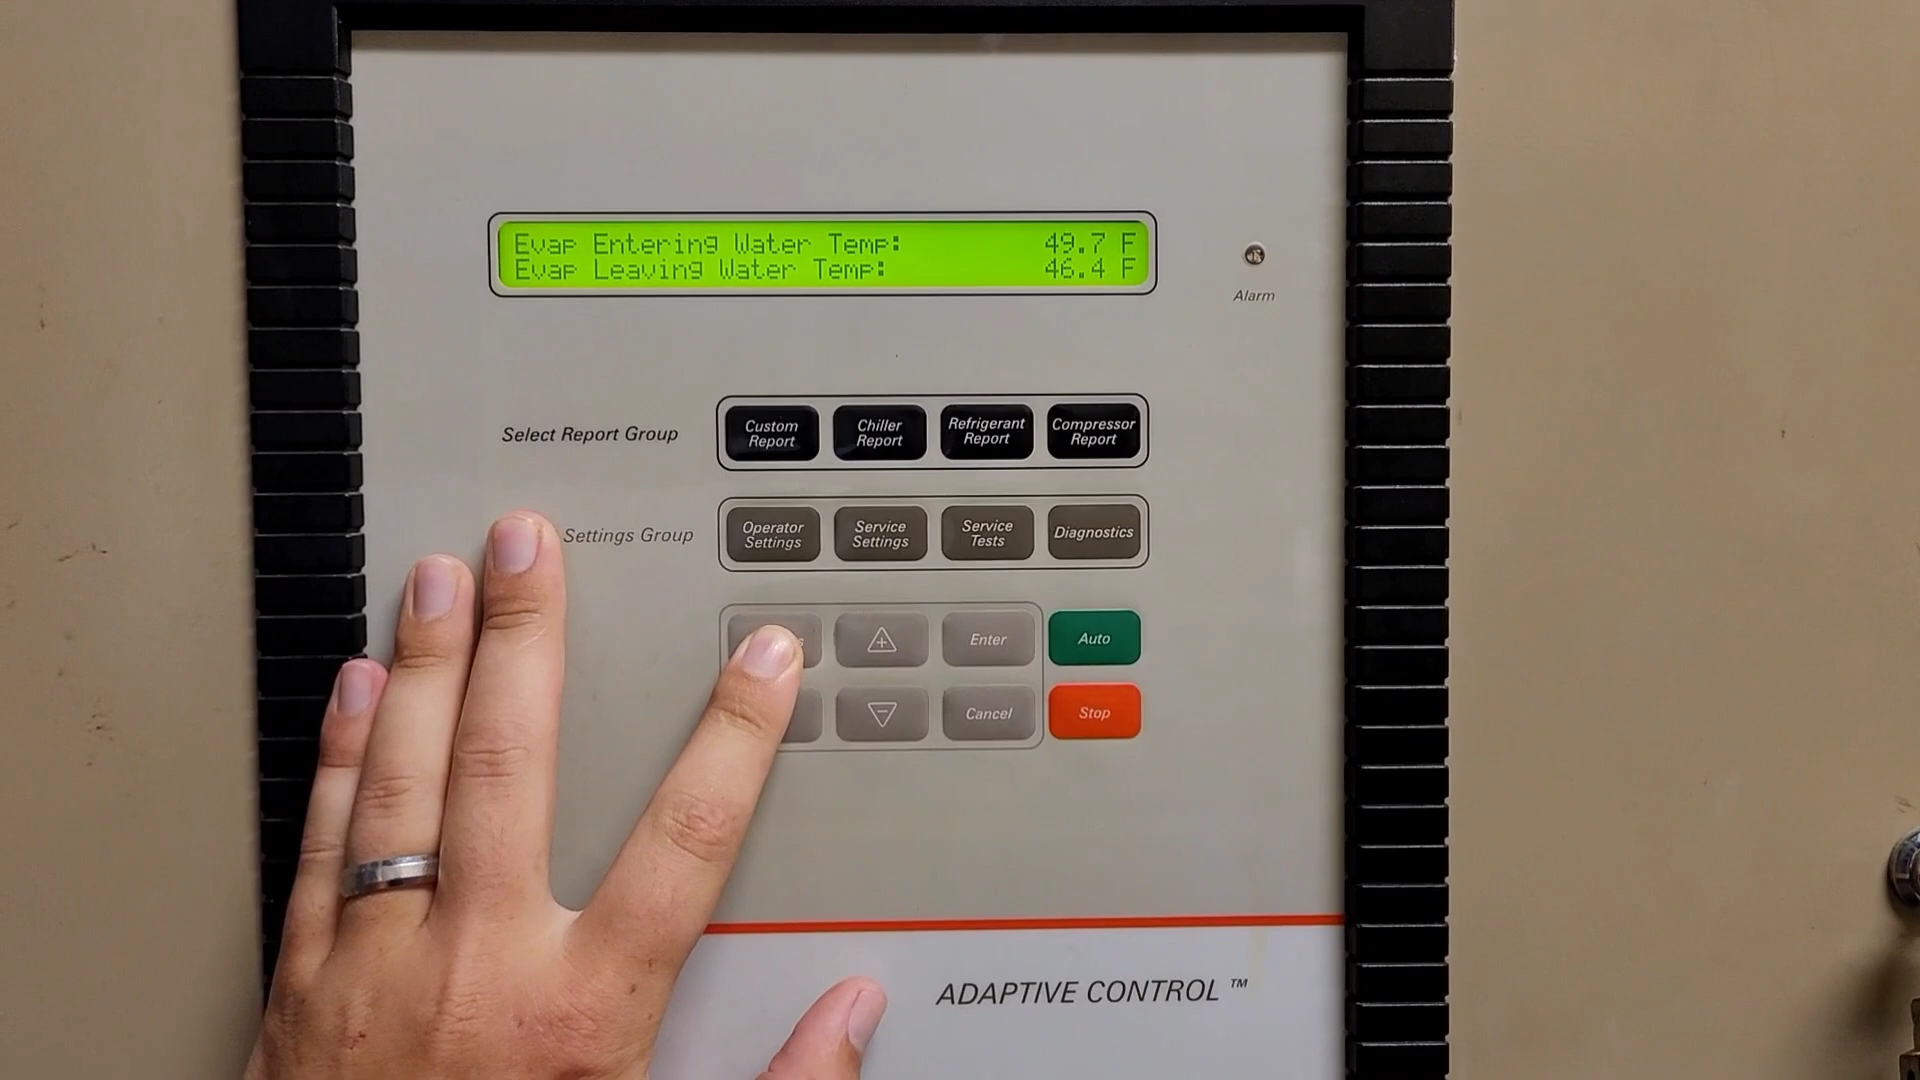 Evap Entering Water Temp: 49.7 F
Evap Leaving Water Temp: 46.4 F
Alarm
Select Report Group
Custom
Report
Chiller
Report
Refrigerant
Report
Compressor
Report
Settings Group
Operator
Settings
Service
Settings
Service
Tests
Diagnostics
+
Enter
Auto
−
Cancel
Stop
ADAPTIVE CONTROL ™